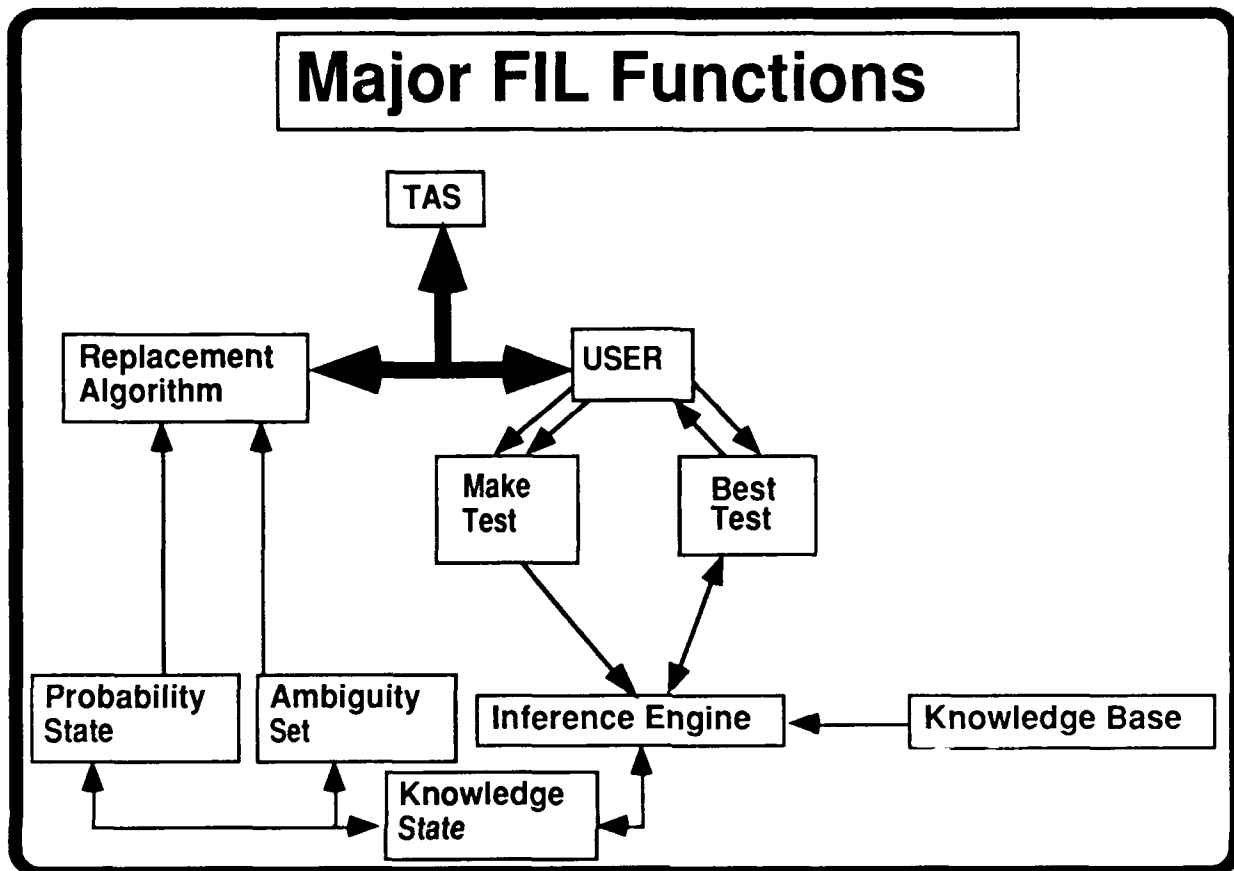 Major FIL Functions
TAS
Replacement
Algorithm
USER
Make
Test
Best
Test
Probability
State
Ambiguity
Set
Inference Engine
Knowledge Base
Knowledge
State